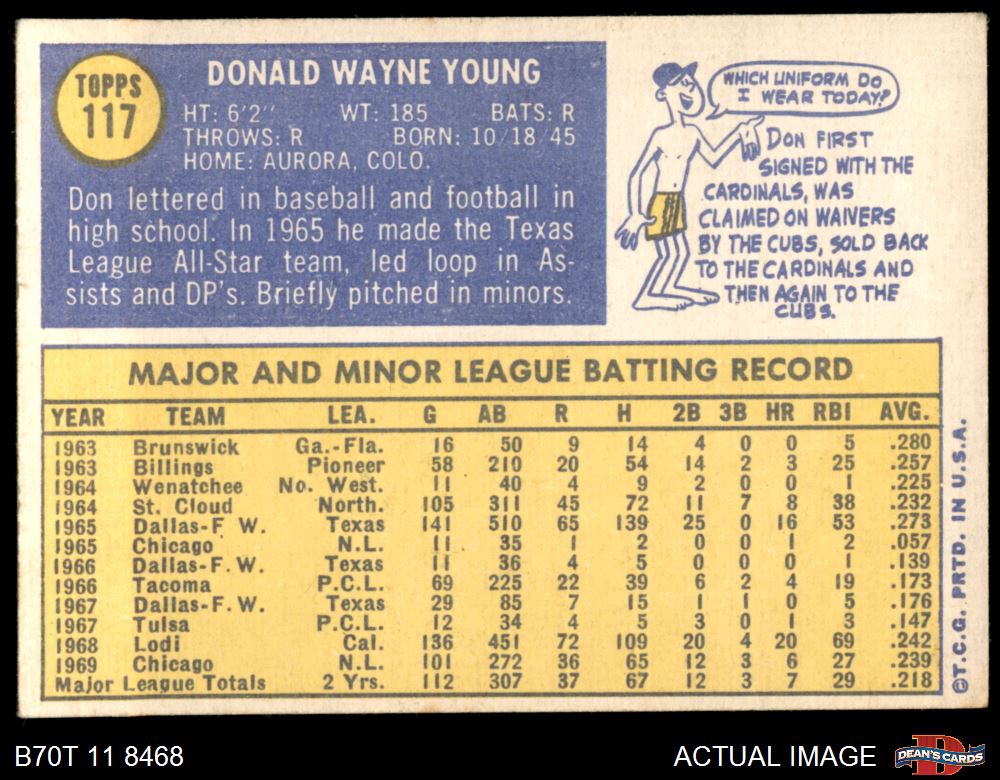 TOPPS
117
DONALD WAYNE YOUNG
HT: 6'2" WT: 185 BATS: R
THROWS: R BORN: 10 18 45
HOME: AURORA, COLO.
Don lettered in baseball and football in
high school. In 1965 he made the Texas
League All-Star team, led loop in As-
sists and DP's. Briefly pitched in minors.
WHICH UNIFORM DO
I WEAR TODAY?
DON FIRST
SIGNED WITH THE
CARDINALS, WAS
CLAIMED ON WAIVERS
BY THE CUBS, SOLD BACK
TO THE CARDINALS AND
THEN AGAIN TO THE
CUBS.
MAJOR AND MINOR LEAGUE BATTING RECORD
YEAR TEAM LEA. G AB R H 2B 3B HR RBI AVG.
1963 Brunswick Ga.-Fla. 16 50 9 14 4 0 0 5 .280
1963 Billings Pioneer 58 210 20 54 14 2 3 25 .257
1964 Wenatchee No. West. 11 40 4 9 2 0 0 1 .225
1964 St. Cloud North. 105 311 45 72 11 7 8 38 .232
1965 Dallas-F. W. Texas 141 510 65 139 25 0 16 53 .273
1965 Chicago N.L. 11 35 1 2 0 0 1 2 .057
1966 Dallas-F. W. Texas 11 36 4 5 0 0 0 1 .139
1966 Tacoma P.C.L. 69 225 22 39 6 2 4 19 .173
1967 Dallas-F. W. Texas 29 85 7 15 1 1 0 5 .176
1967 Tulsa P.C.L. 12 34 4 5 3 0 1 3 .147
1968 Lodi Cal. 136 451 72 109 20 4 20 69 .242
1969 Chicago N.L. 101 272 36 65 12 3 6 27 .239
Major League Totals 2 Yrs. 112 307 37 67 12 3 7 29 .218
©T.C.G. PRTD. IN U.S.A.
B70T 11 8468
ACTUAL IMAGE
D
DEAN'S CARDS